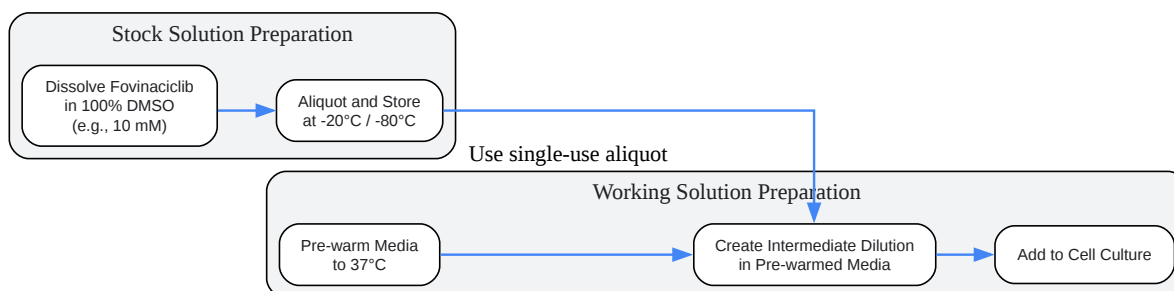 Stock Solution Preparation
Dissolve Fovinaciclib
in 100% DMSO
(e.g., 10 mM)
Aliquot and Store
at -20°C / -80°C
Use single-use aliquot
Working Solution Preparation
Pre-warm Media
to 37°C
Create Intermediate Dilution
in Pre-warmed Media
Add to Cell Culture